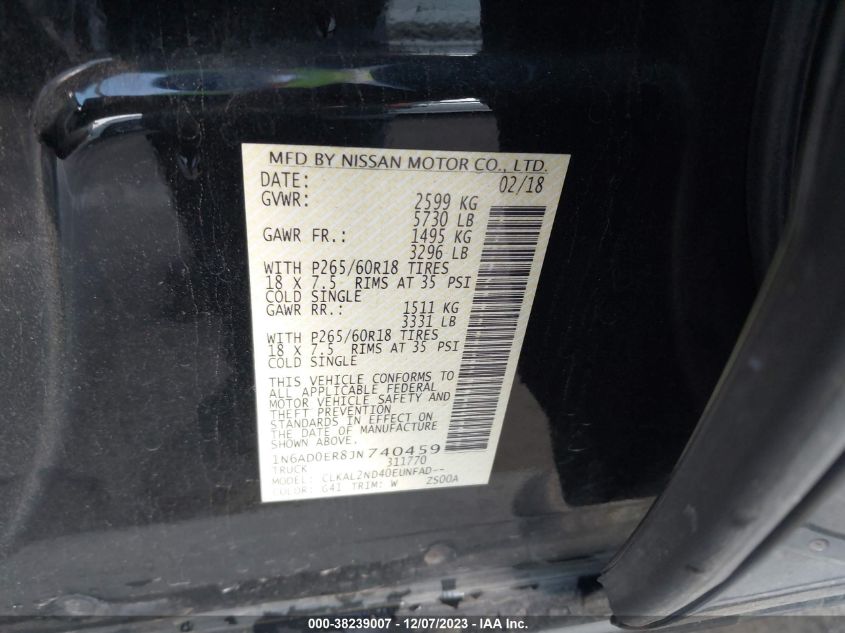 MFD BY NISSAN MOTOR CO., LTD.
DATE: 02/18
GVWR: 2599 KG
5730 LB
GAWR FR.: 1495 KG
3296 LB
WITH P265/60R18 TIRES
18 X 7.5 RIMS AT 35 PSI
COLD SINGLE
GAWR RR.: 1511 KG
3331 LB
WITH P265/60R18 TIRES
18 X 7.5 RIMS AT 35 PSI
COLD SINGLE
THIS VEHICLE CONFORMS TO
ALL APPLICABLE FEDERAL
MOTOR VEHICLE SAFETY AND
THEFT PREVENTION
STANDARDS IN EFFECT ON
THE DATE OF MANUFACTURE
SHOWN ABOVE.
1N6AD0ER8JN740459
TRUCK 311770
MODEL: CLKAL2ND40EUNFAD--
COLOR: G41 TRIM: W ZS00A
000-38239007 - 12/07/2023 - IAA Inc.